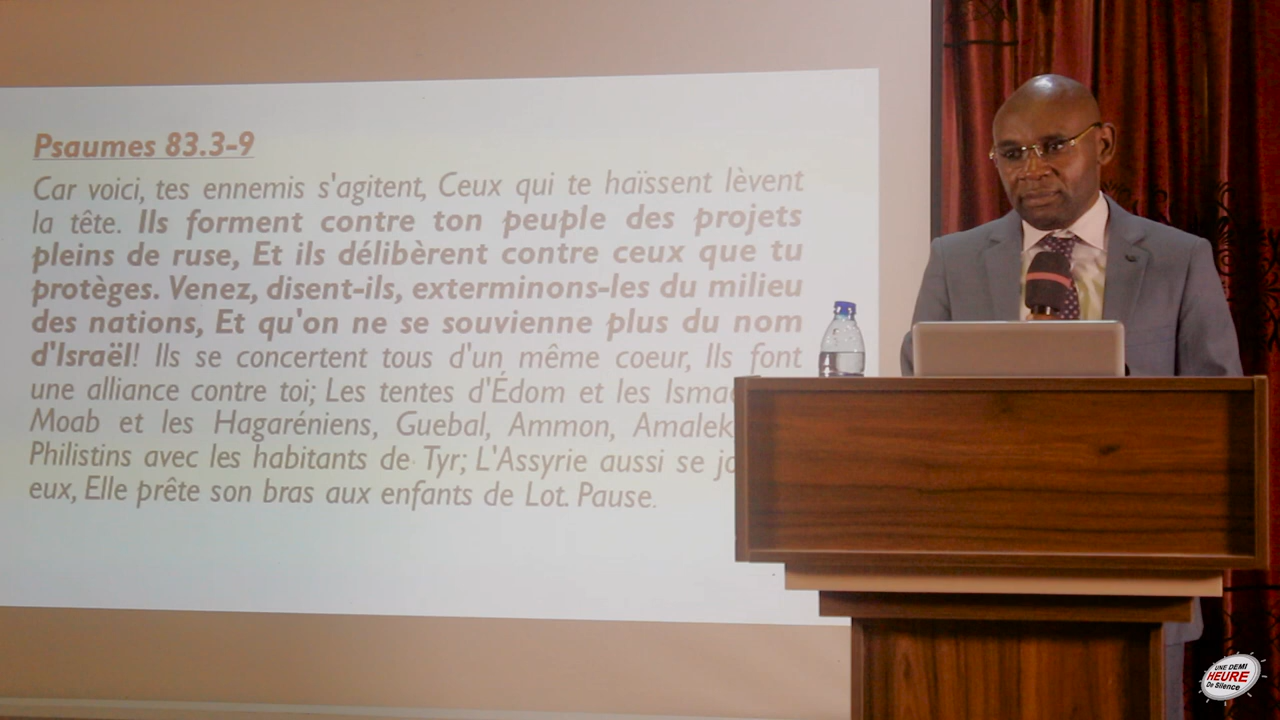 Psaumes 83.3-9
Car voici, tes ennemis s'agitent, Ceux qui te haïssent lèvent
la tête. Ils forment contre ton peuple des projets
pleins de ruse, Et ils délibèrent contre ceux que tu
protèges. Venez, disent-ils, exterminons-les du milieu
des nations, Et qu'on ne se souvienne plus du nom
d'Israël! Ils se concertent tous d'un même coeur, Ils font
une alliance contre toi; Les tentes d'Édom et les
Moab et les Hagaréniens, Guebal, Ammon, Amalek
Philistins avec les habitants de Tyr; L'Assyrie aussi se
eux, Elle prête son bras aux enfants de Lot. Pause.
UNE DEMI
HEURE
De Silence